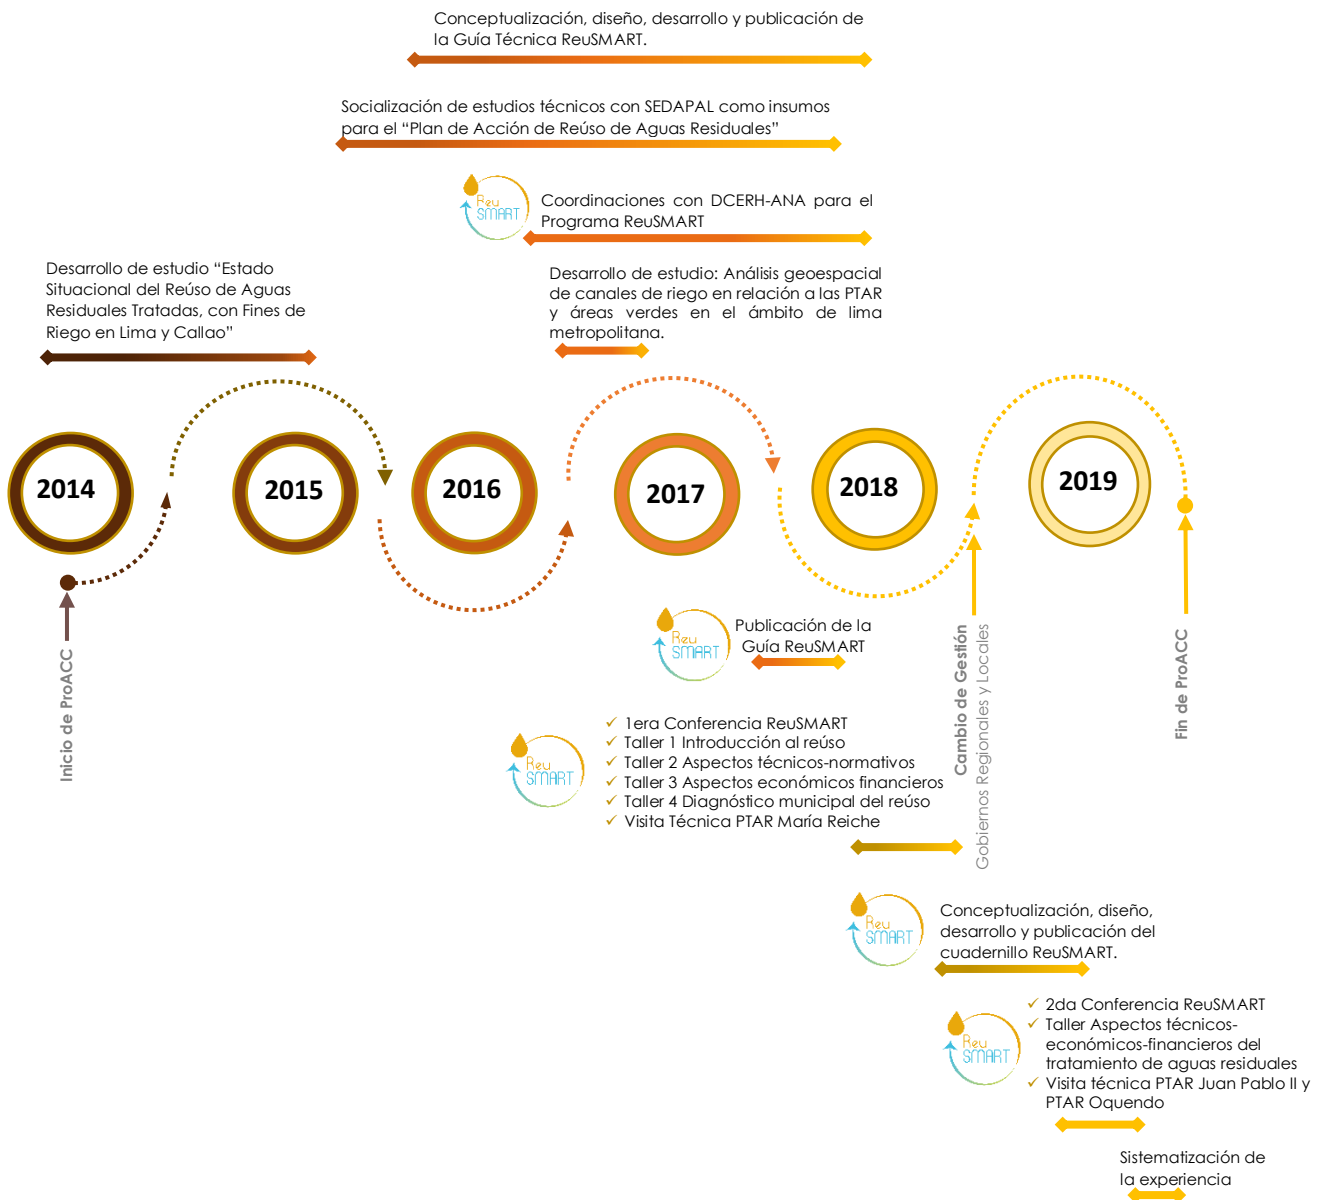 Conceptualización, diseño, desarrollo y publicación de
la Guía Técnica ReuSMART.
Socialización de estudios técnicos con SEDAPAL como insumos
para el “Plan de Acción de Reúso de Aguas Residuales”
Reu
SMART
Coordinaciones con DCERH-ANA para el
Programa ReuSMART
Desarrollo de estudio “Estado
Situacional del Reúso de Aguas
Residuales Tratadas, con Fines de
Riego en Lima y Callao”
Desarrollo de estudio: Análisis geoespacial
de canales de riego en relación a las PTAR
y áreas verdes en el ámbito de lima
metropolitana.
2014
2015
2016
2017
2018
2019
Inicio de ProACC
Reu
SMART
Publicación de la
Guía ReuSMART
Cambio de Gestión
Gobiernos Regionales y Locales
Fin de ProACC
Reu
SMART
✓ 1era Conferencia ReuSMART
✓ Taller 1 Introducción al reúso
✓ Taller 2 Aspectos técnicos-normativos
✓ Taller 3 Aspectos económicos financieros
✓ Taller 4 Diagnóstico municipal del reúso
✓ Visita Técnica PTAR María Reiche
Reu
SMART
Conceptualización, diseño,
desarrollo y publicación del
cuadernillo ReuSMART.
Reu
SMART
✓ 2da Conferencia ReuSMART
✓ Taller Aspectos técnicos-
económicos-financieros del
tratamiento de aguas residuales
✓ Visita técnica PTAR Juan Pablo II y
PTAR Oquendo
Sistematización de
la experiencia